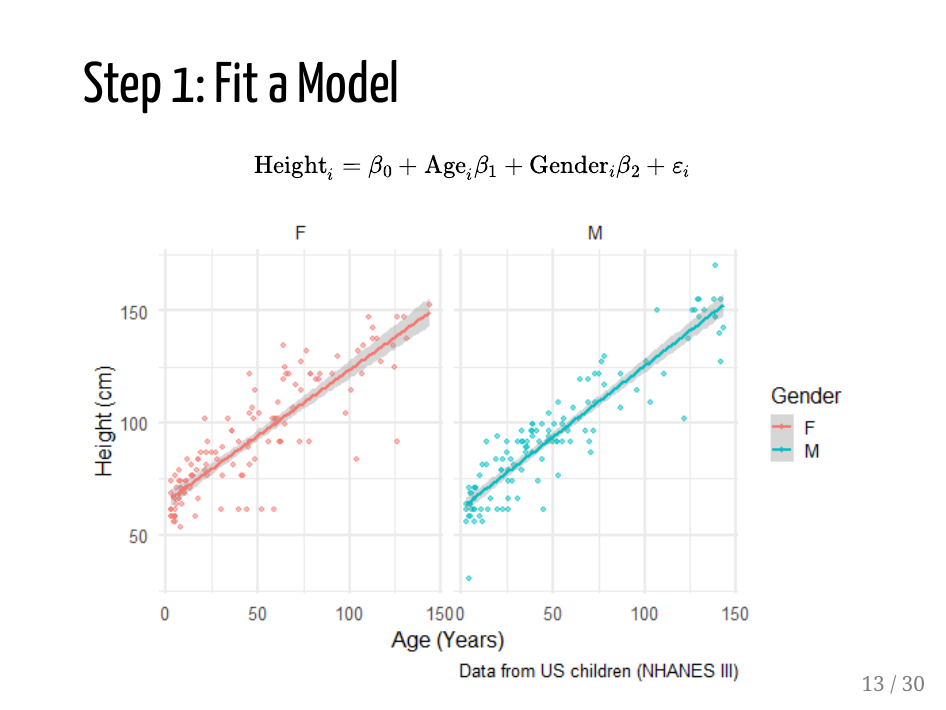 Step 1: Fit a Model
Heightᵢ = β₀ + Ageᵢβ₁ + Genderᵢβ₂ + εᵢ
F M
150
100
50
Height (cm)
0 50 100 150 0 50 100 150
Age (Years)
Gender
F
M
Data from US children (NHANES III)
13 / 30